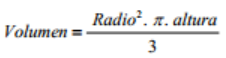 Volumen = Radio². π. altura / 3